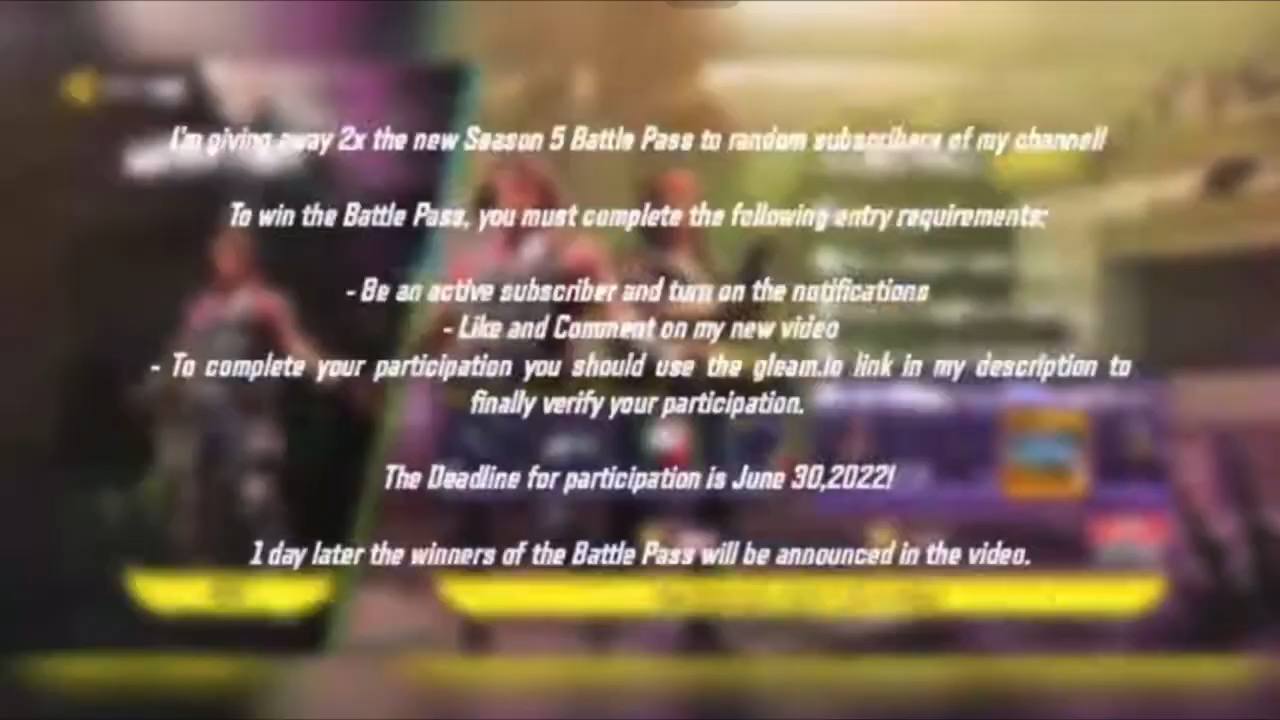 I'm giving away 2x the new Season 5 Battle Pass to random subscribers of my channel!
To win the Battle Pass, you must complete the following entry requirements:
- Be an active subscriber and turn on the notifications
- Like and Comment on my new video
- To complete your participation you should use the gleam.io link in my description to
finally verify your participation.
The Deadline for participation is June 30,2022!
1 day later the winners of the Battle Pass will be announced in the video.